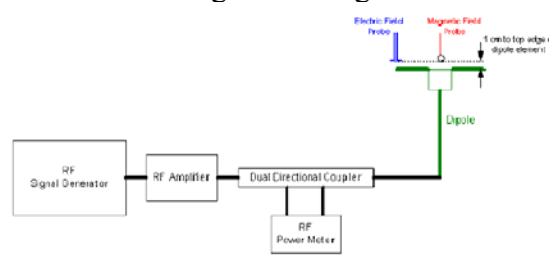 Electric Field
Probe
Magnetic Field
Probe
1 cm to top edge o
dipole element
Dipole
RF
Signal Generator
RF Amplifier
Dual Directional Coupler
RF
Power Meter